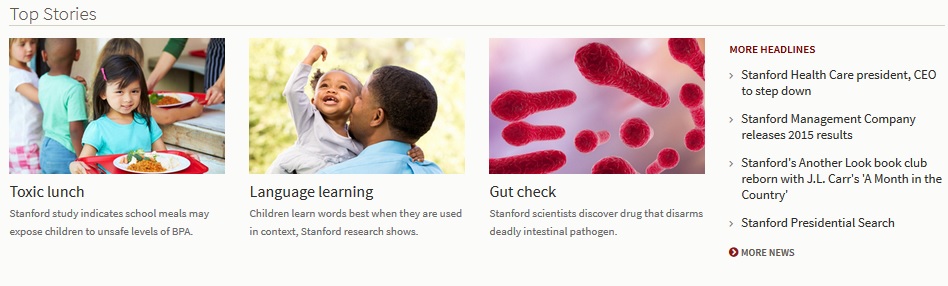 Top Stories
Toxic lunch
Stanford study indicates school meals may
expose children to unsafe levels of BPA.
Language learning
Children learn words best when they are used
in context, Stanford research shows.
Gut check
Stanford scientists discover drug that disarms
deadly intestinal pathogen.
MORE HEADLINES
› Stanford Health Care president, CEO
to step down
› Stanford Management Company
releases 2015 results
› Stanford's Another Look book club
reborn with J.L. Carr's 'A Month in the
Country'
› Stanford Presidential Search
MORE NEWS